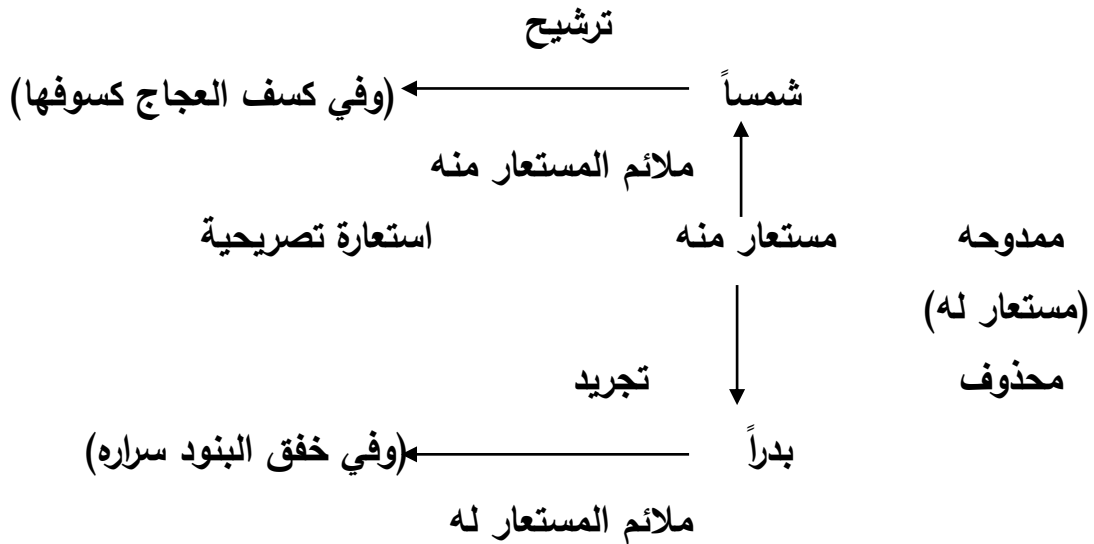 ترشيح
شمساً (وفي كسف العجاج كسوفها)
ملائم المستعار منه
ممدوحه مستعار منه استعارة تصريحية
(مستعار له)
محذوف تجريد
بدراً (وفي خفق البنود سراره)
ملائم المستعار له